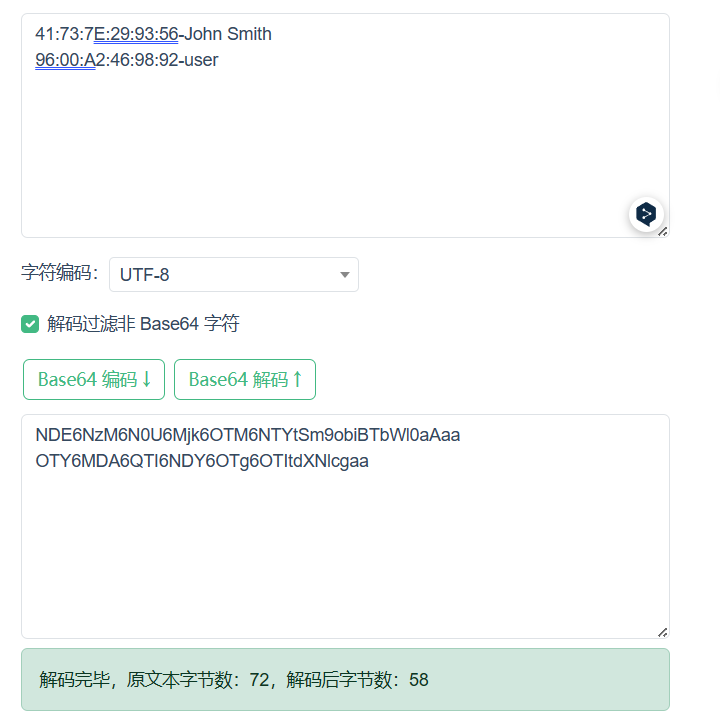 41:73:7E:29:93:56-John Smith
96:00:A2:46:98:92-user
字符编码： UTF-8
解码过滤非 Base64 字符
Base64 编码↓ Base64 解码↑
NDE6NzM6N0U6Mjk6OTM6NTYtSm9obiBTbWl0aAaa
OTY6MDA6QTI6NDY6OTg6OTItdXNlcgaa
解码完毕，原文本字节数：72，解码后字节数：58